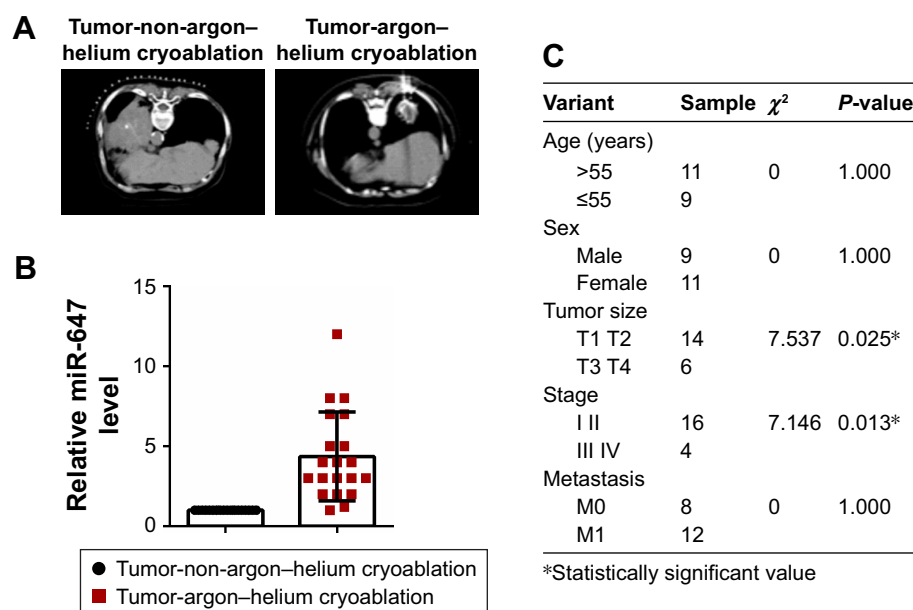 A
Tumor-non-argon–
helium cryoablation
Tumor-argon–
helium cryoablation
B
Relative miR-647
level
15
10
5
0
Tumor-non-argon–helium cryoablation
Tumor-argon–helium cryoablation
C
Variant Sample χ² P-value
Age (years)
>55 11 0 1.000
≤55 9
Sex
Male 9 0 1.000
Female 11
Tumor size
T1 T2 14 7.537 0.025*
T3 T4 6
Stage
I II 16 7.146 0.013*
III IV 4
Metastasis
M0 8 0 1.000
M1 12
*Statistically significant value